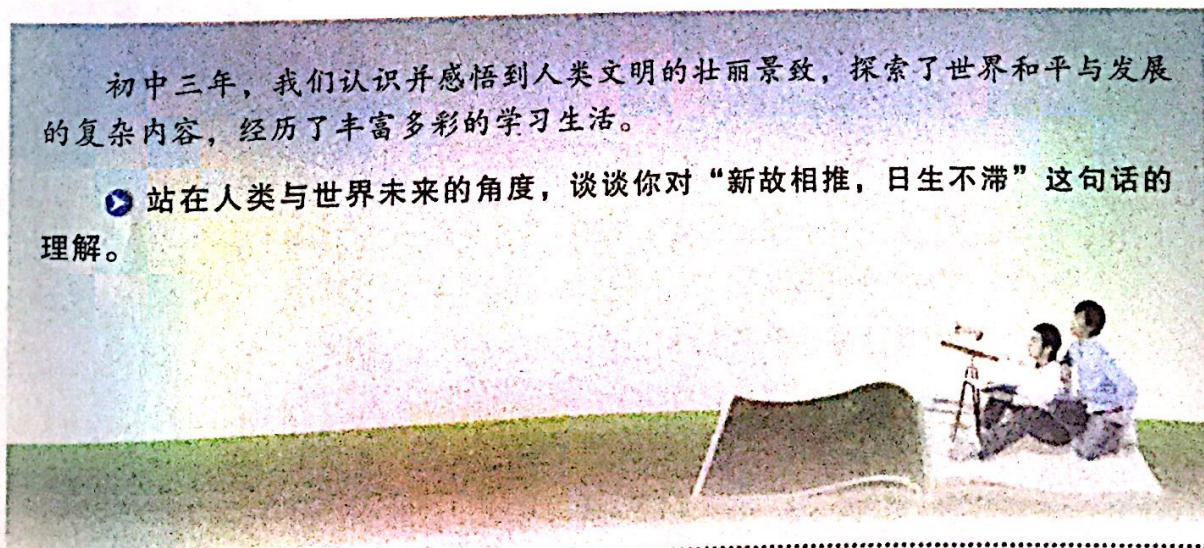 初中三年，我们认识并感悟到人类文明的壮丽景致，探索了世界和平与发展
的复杂内容，经历了丰富多彩的学习生活。
站在人类与世界未来的角度，谈谈你对“新故相推，日生不滞”这句话的
理解。